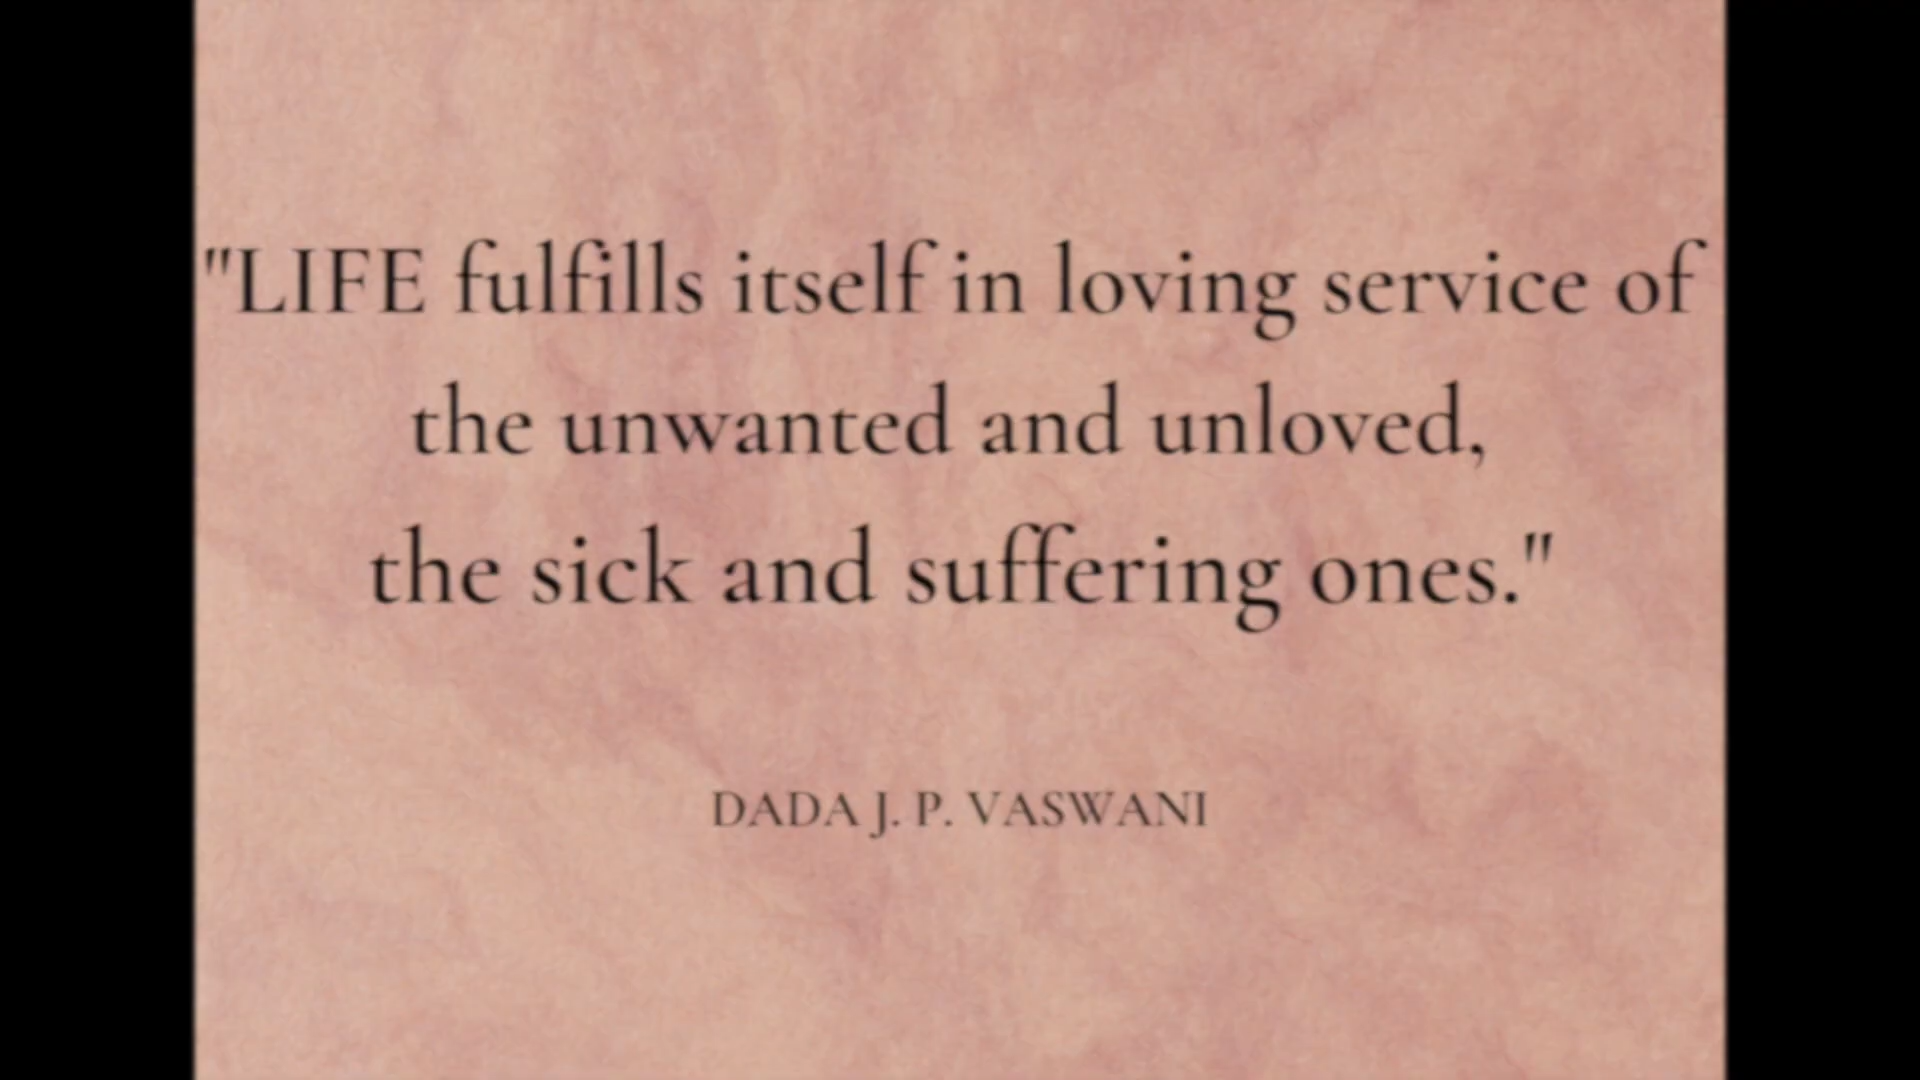 "LIFE fulfills itself in loving service of
the unwanted and unloved,
the sick and suffering ones."
DADA J. P. VASWANI